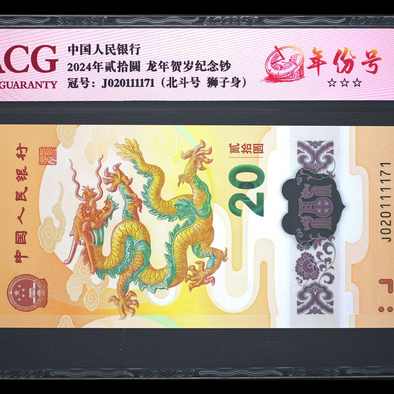 ACG
GUARANTY
中国人民银行
2024年贰拾圆 龙年贺岁纪念钞
冠号：J020111171（北斗号 狮子身）
年份号
☆☆☆
中国人民银行
贰拾圆
20
J020111171